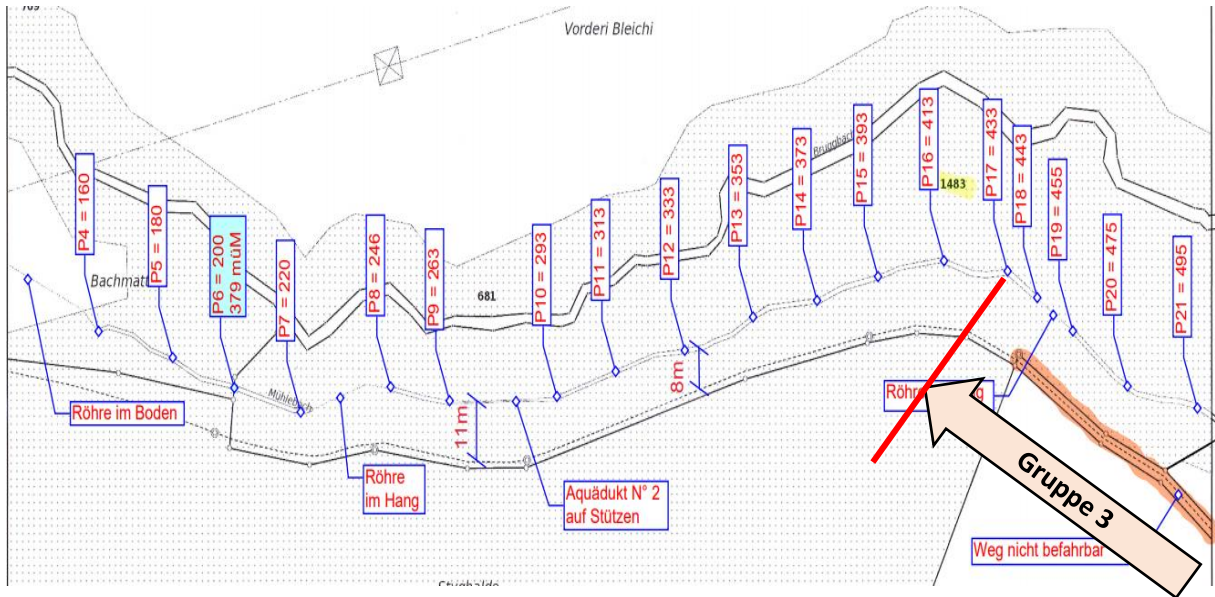 709
Vorderi Bleichi
P4 = 160
P5 = 180
P6 = 200
379 müM
P7 = 220
P8 = 246
P9 = 263
P10 = 293
P11 = 313
P12 = 333
P13 = 353
P14 = 373
P15 = 393
P16 = 413
P17 = 433
P18 = 443
P19 = 455
P20 = 475
P21 = 495
1483
681
8m
11m
Mühlebach
Röhre im Boden
Röhre
im Hang
Aquädukt N° 2
auf Stützen
Gruppe 3
Weg nicht befahrbar